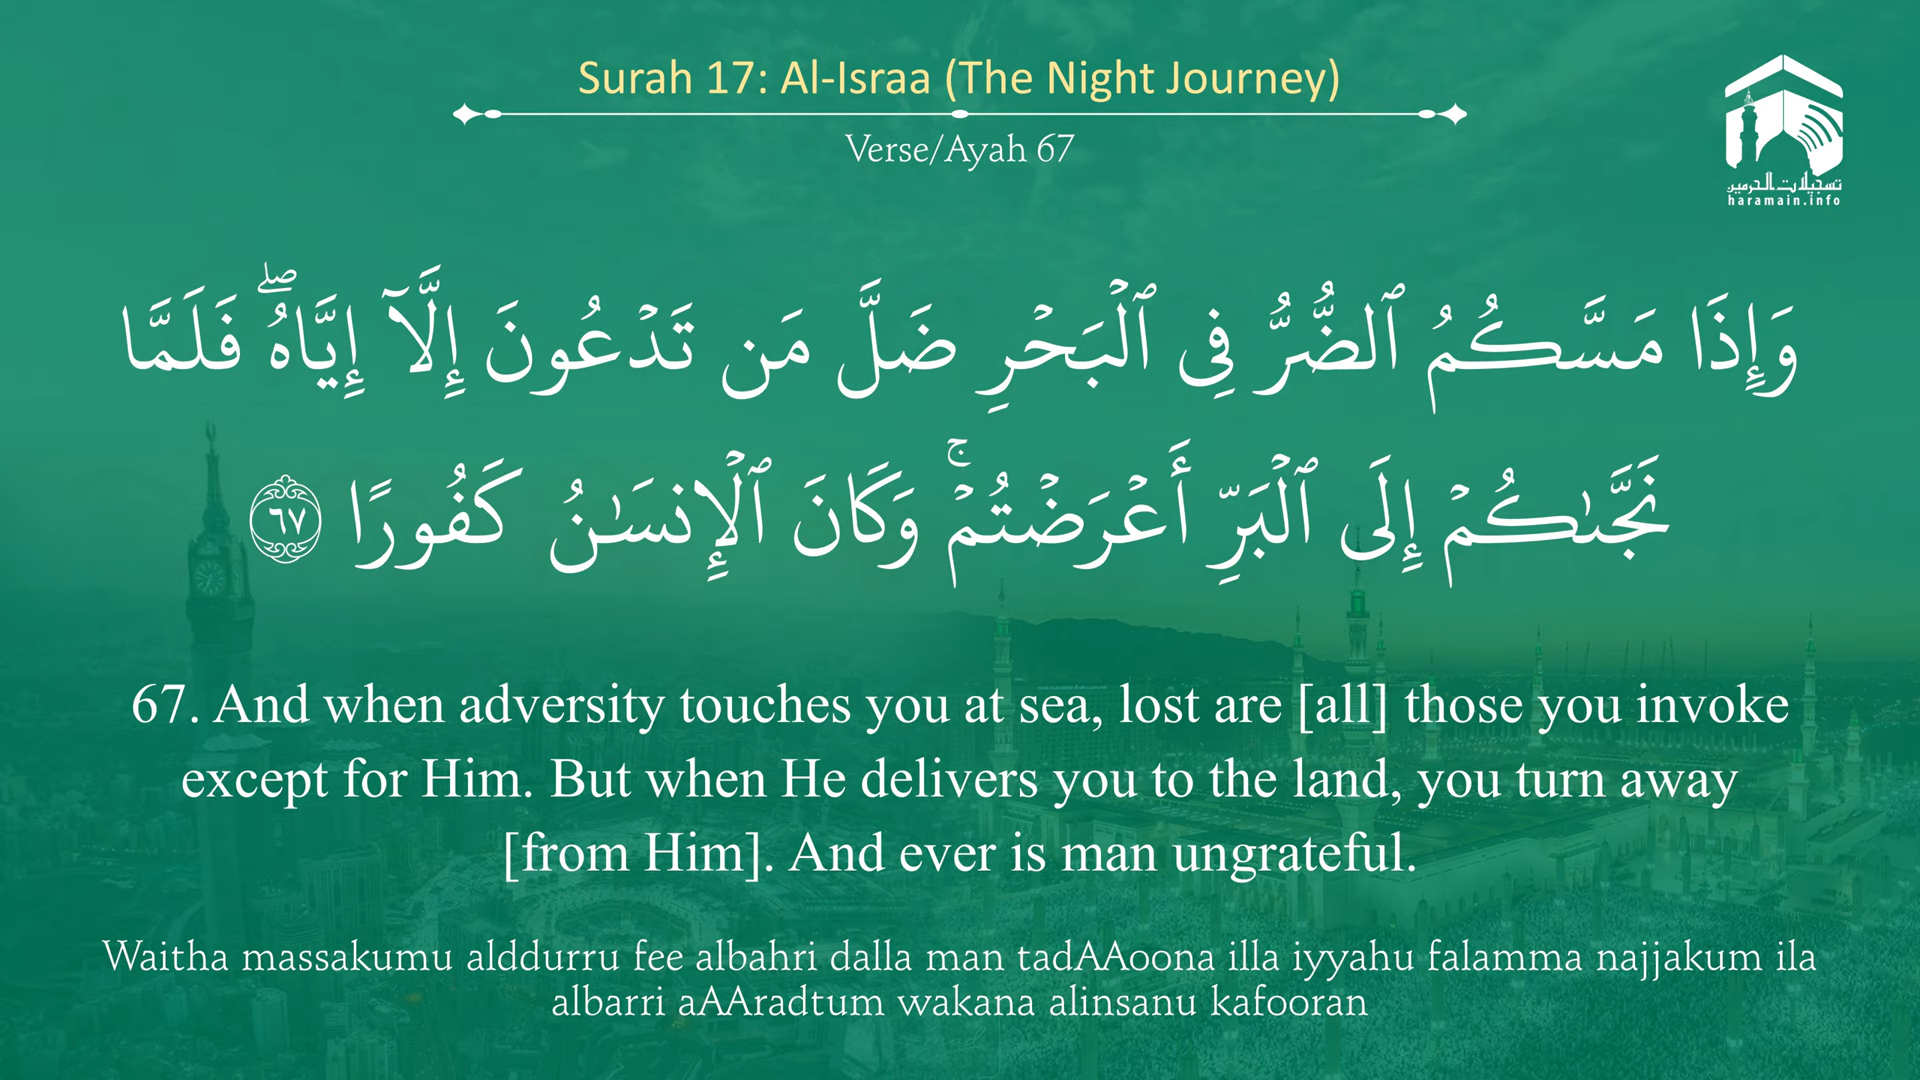 Surah 17: Al-Israa (The Night Journey)
Verse/Ayah 67
تسجيلات الحرمين
haramain.info
وَإِذَا مَسَّكُمُ ٱلضُّرُّ فِى ٱلْبَحْرِ ضَلَّ مَن تَدْعُونَ إِلَّآ إِيَّاهُ ۖ فَلَمَّا
نَجَّىٰكُمْ إِلَى ٱلْبَرِّ أَعْرَضْتُمْ ۚ وَكَانَ ٱلْإِنسَـٰنُ كَفُورًا ٦٧
67. And when adversity touches you at sea, lost are [all] those you invoke
except for Him. But when He delivers you to the land, you turn away
[from Him]. And ever is man ungrateful.
Waitha massakumu alddurru fee albahri dalla man tadAAoona illa iyyahu falamma najjakum ila
albarri aAAradtum wakana alinsanu kafooran